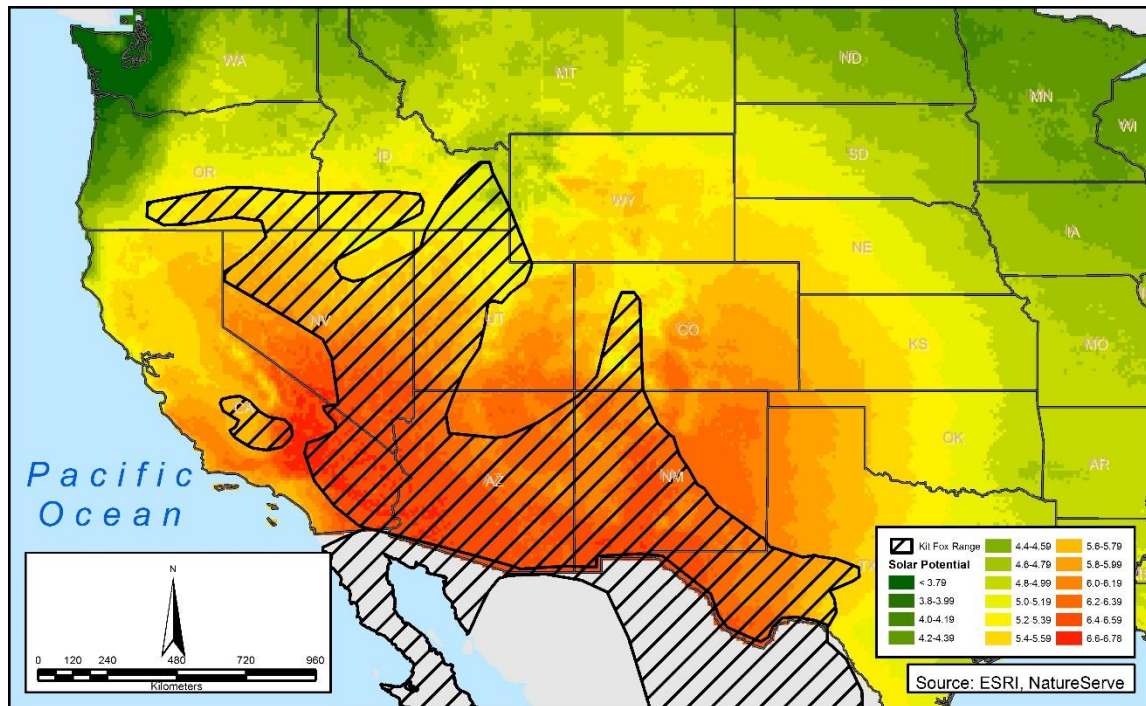 WA
MT
ND
MN
WI
OR
ID
SD
WY
IA
NE
NV
UT
CO
KS
MO
CA
AZ
NM
OK
AR
TX
Pacific
Ocean
N
0 120 240 480 720 960
Kilometers
Kit Fox Range
Solar Potential
< 3.79
3.8-3.99
4.0-4.19
4.2-4.39
4.4-4.59
4.6-4.79
4.8-4.99
5.0-5.19
5.2-5.39
5.4-5.59
5.6-5.79
5.8-5.99
6.0-6.19
6.2-6.39
6.4-6.59
6.6-6.78
Source: ESRI, NatureServe